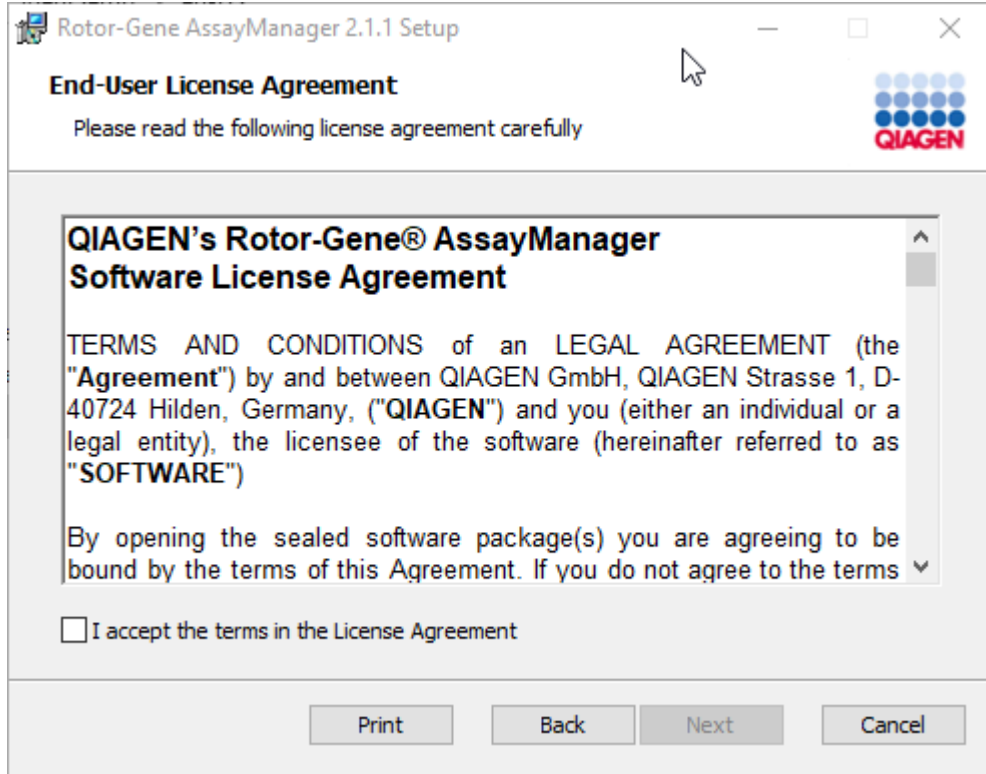 Rotor-Gene AssayManager 2.1.1 Setup
End-User License Agreement
Please read the following license agreement carefully
QIAGEN
QIAGEN’s Rotor-Gene® AssayManager
Software License Agreement
TERMS AND CONDITIONS of an LEGAL AGREEMENT (the
"Agreement") by and between QIAGEN GmbH, QIAGEN Strasse 1, D-
40724 Hilden, Germany, ("QIAGEN") and you (either an individual or a
legal entity), the licensee of the software (hereinafter referred to as
"SOFTWARE")
By opening the sealed software package(s) you are agreeing to be
bound by the terms of this Agreement. If you do not agree to the terms
I accept the terms in the License Agreement
Print
Back
Next
Cancel